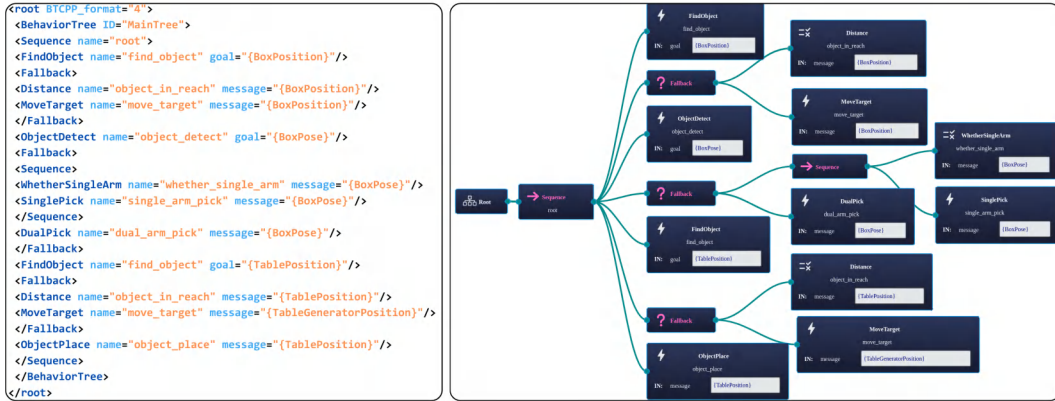 <root BTCPP_format="4">
<BehaviorTree ID="MainTree">
<Sequence name="root">
<FindObject name="find_object" goal="{BoxPosition}"/>
<Fallback>
<Distance name="object_in_reach" message="{BoxPosition}"/>
<MoveTarget name="move_target" message="{BoxPosition}"/>
</Fallback>
<ObjectDetect name="object_detect" goal="{BoxPose}"/>
<Fallback>
<Sequence>
<WhetherSingleArm name="whether_single_arm" message="{BoxPose}"/>
<SinglePick name="single_arm_pick" message="{BoxPose}"/>
</Sequence>
<DualPick name="dual_arm_pick" message="{BoxPose}"/>
</Fallback>
<FindObject name="find_object" goal="{TablePosition}"/>
<Fallback>
<Distance name="object_in_reach" message="{TablePosition}"/>
<MoveTarget name="move_target" message="{TableGeneratorPosition}"/>
</Fallback>
<ObjectPlace name="object_place" message="{TablePosition}"/>
</Sequence>
</BehaviorTree>
</root>
Root
Sequence
root
FindObject
find_object
IN: goal {BoxPosition}
Fallback
Distance
object_in_reach
IN: message {BoxPosition}
MoveTarget
move_target
IN: message {BoxPosition}
ObjectDetect
object_detect
IN: goal {BoxPose}
Fallback
Sequence
WhetherSingleArm
whether_single_arm
IN: message {BoxPose}
SinglePick
single_arm_pick
IN: message {BoxPose}
DualPick
dual_arm_pick
IN: message {BoxPose}
FindObject
find_object
IN: goal {TablePosition}
Fallback
Distance
object_in_reach
IN: message {TablePosition}
MoveTarget
move_target
IN: message {TableGeneratorPosition}
ObjectPlace
object_place
IN: message {TablePosition}